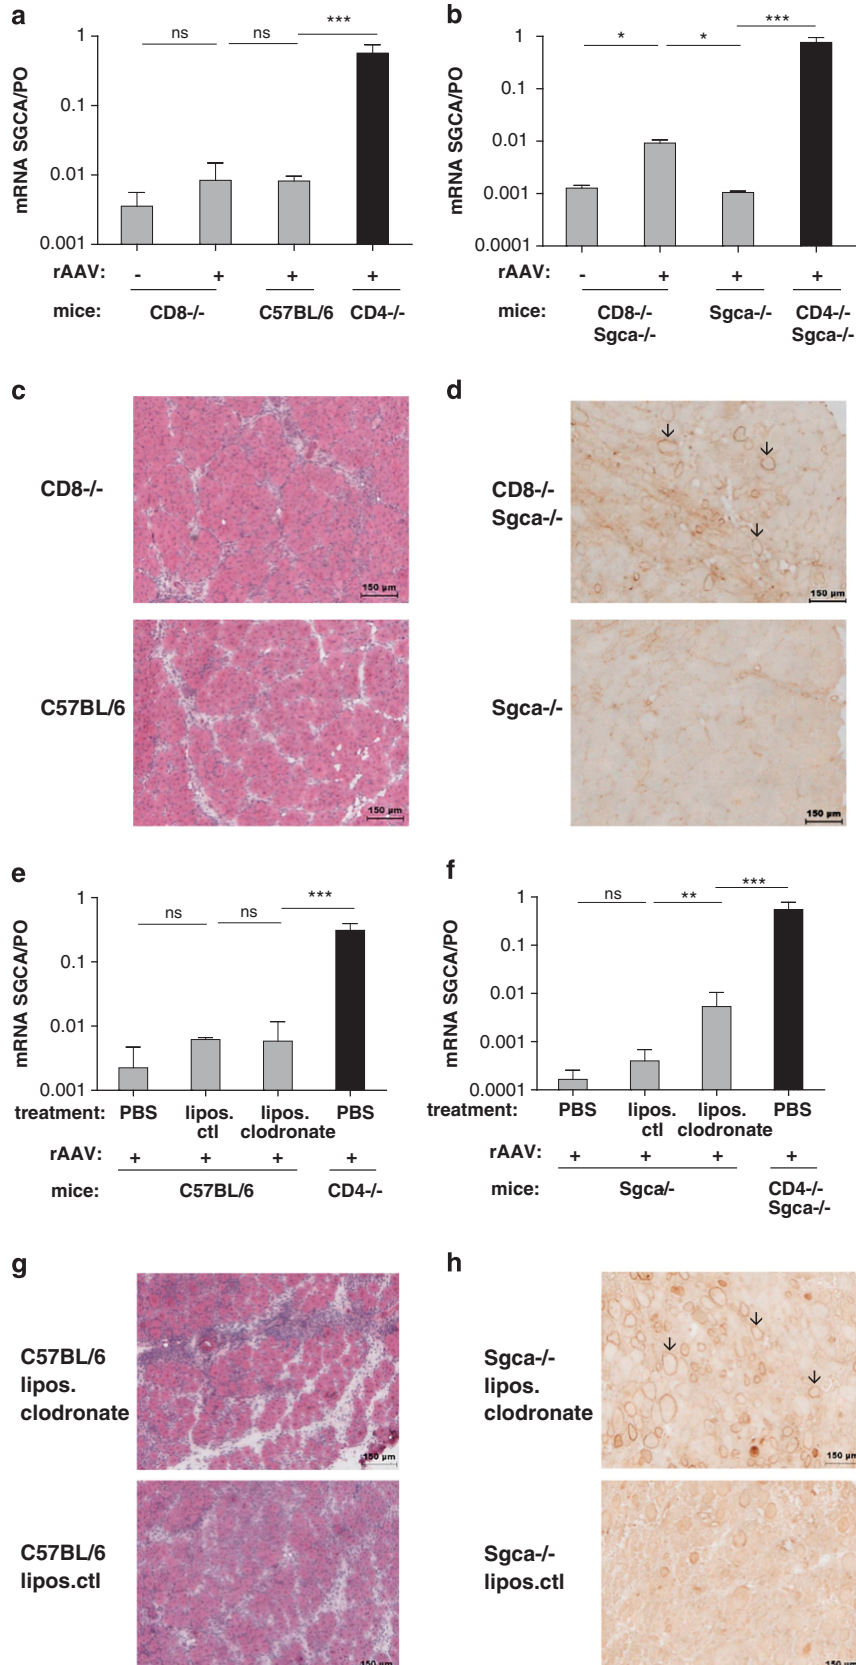 a
mRNA SGCA/PO
1
0.1
0.01
0.001
ns
ns
***
rAAV: - + + +
mice: CD8-/- C57BL/6 CD4-/-
b
mRNA SGCA/PO
1
0.1
0.01
0.001
0.0001
*
*
***
rAAV: - + + +
mice: CD8-/- Sgca-/- CD4-/-
Sgca-/- Sgca-/-
c
CD8-/-
150 µm
C57BL/6
150 µm
d
CD8-/-
Sgca-/-
150 µm
Sgca-/-
150 µm
e
mRNA SGCA/PO
1
0.1
0.01
0.001
ns
ns
***
treatment: PBS lipos. lipos. PBS
ctl clodronate
rAAV: + + + +
mice: C57BL/6 CD4-/-
f
mRNA SGCA/PO
1
0.1
0.01
0.001
0.0001
ns
**
***
treatment: PBS lipos. lipos. PBS
ctl clodronate
rAAV: + + + +
mice: Sgca-/- CD4-/-
Sgca-/-
g
C57BL/6
lipos.
clodronate
150 µm
C57BL/6
lipos.ctl
150 µm
h
Sgca-/-
lipos.
clodronate
150 µm
Sgca-/-
lipos.ctl
150 µm